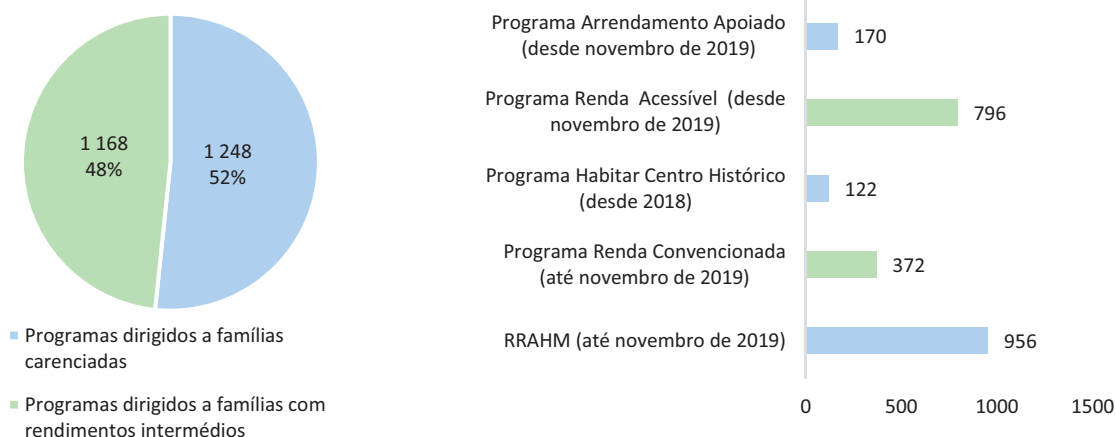 1 168
48%
1 248
52%
Programas dirigidos a famílias
carenciadas
Programas dirigidos a famílias com
rendimentos intermédios
Programa Arrendamento Apoiado
(desde novembro de 2019)
170
Programa Renda Acessível (desde
novembro de 2019)
796
Programa Habitar Centro Histórico
(desde 2018)
122
Programa Renda Convencionada
(até novembro de 2019)
372
RRAHM (até novembro de 2019)
956
0 500 1000 1500